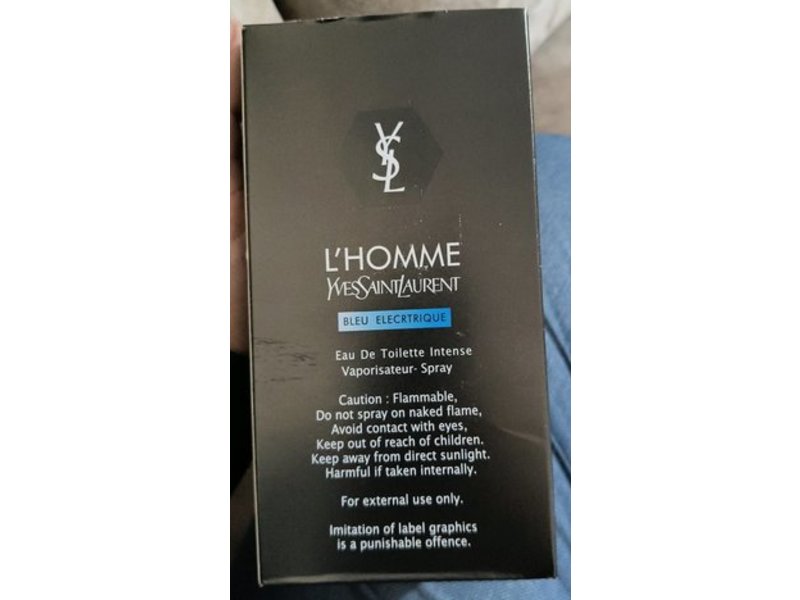 YSL
L'HOMME
YVESSAINTLAURENT
BLEU ELECRTRIQUE
Eau De Toilette Intense
Vaporisateur- Spray
Caution : Flammable,
Do not spray on naked flame,
Avoid contact with eyes,
Keep out of reach of children.
Keep away from direct sunlight.
Harmful if taken internally.
For external use only.
Imitation of label graphics
is a punishable offence.